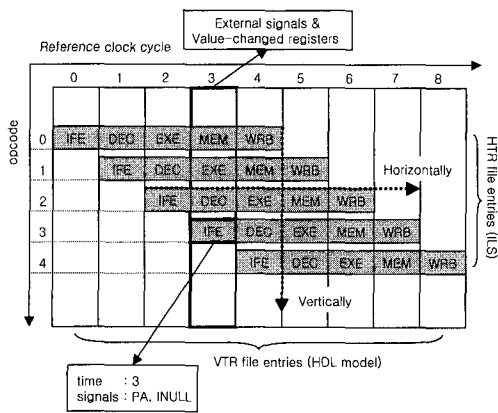 External signals &
Value-changed registers
Reference clock cycle
0 1 2 3 4 5 6 7 8
opcode
0 IFE DEC EXE MEM WRB
1 IFE DEC EXE MEM WRB
Horizontally
2 IFE DEC EXE MEM WRB
3 IFE DEC EXE MEM WRB
4 IFE DEC EXE MEM WRB
HTR file entries (ILS)
Vertically
VTR file entries (HDL model)
time : 3
signals : PA, INULL